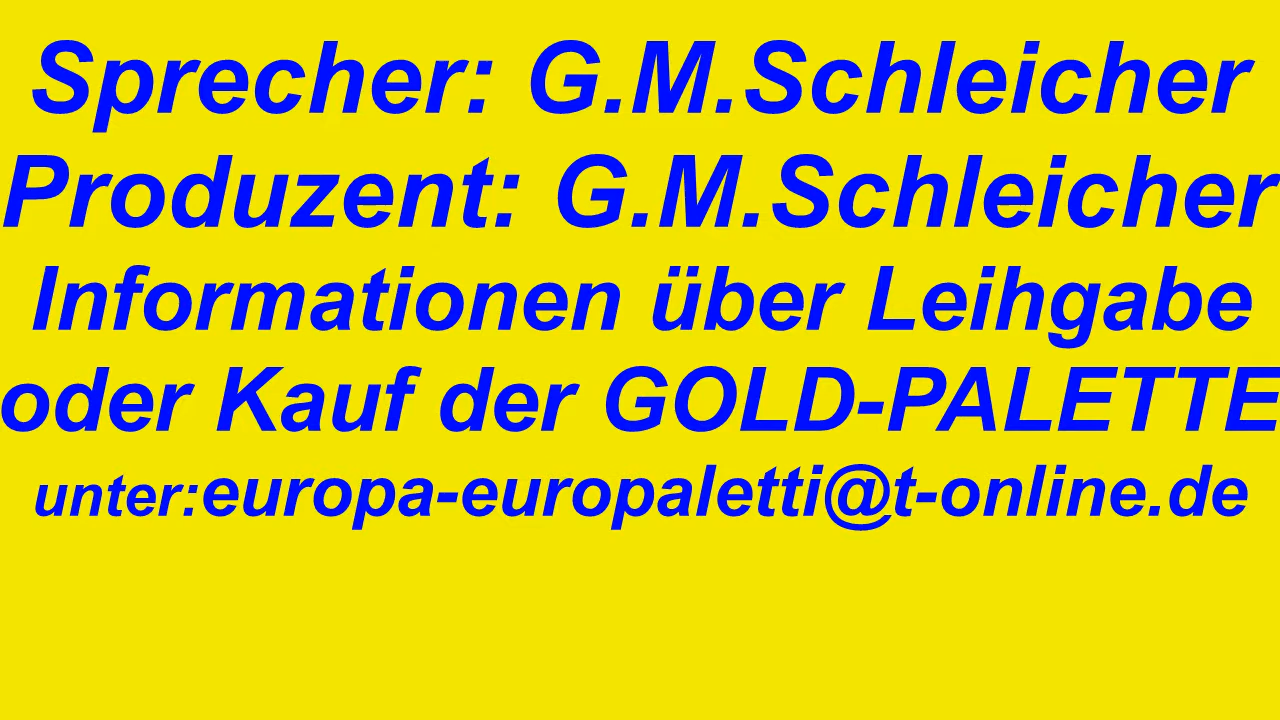 Sprecher: G.M.Schleicher
Produzent: G.M.Schleicher
Informationen über Leihgabe
oder Kauf der GOLD-PALETTE
unter:europa-europaletti@t-online.de